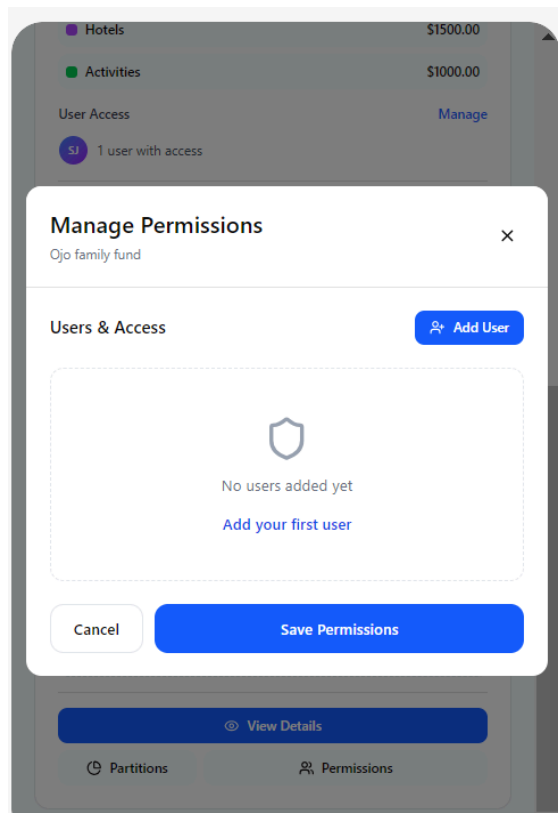 Hotels $1500.00
Activities $1000.00
User Access Manage
SJ 1 user with access
Manage Permissions
Ojo family fund
Users & Access Add User
No users added yet
Add your first user
Cancel Save Permissions
View Details
Partitions Permissions